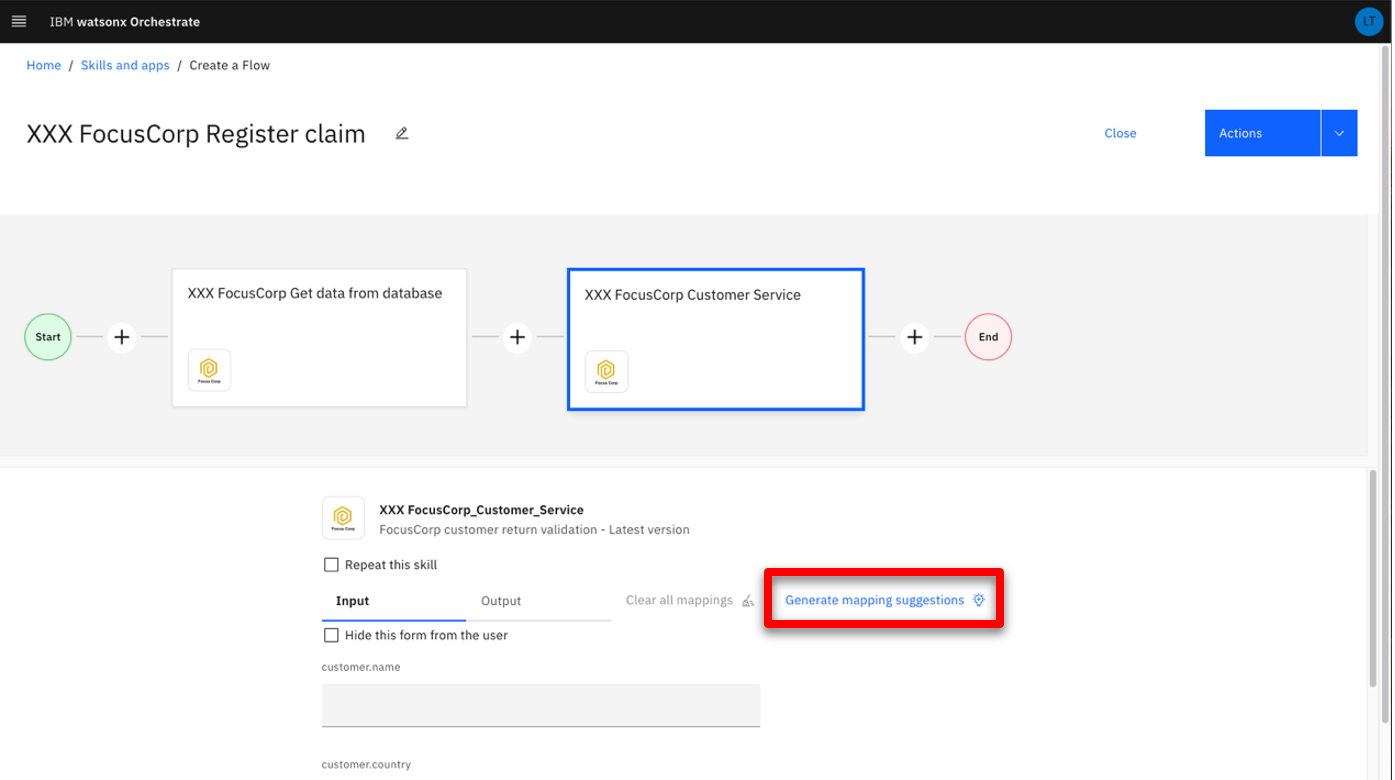 IBM watsonx Orchestrate
LT
Home / Skills and apps / Create a Flow
XXX FocusCorp Register claim
Close
Actions
Start
XXX FocusCorp Get data from database
Focus Corp
XXX FocusCorp Customer Service
Focus Corp
End
Focus Corp
XXX FocusCorp_Customer_Service
FocusCorp customer return validation - Latest version
Repeat this skill
Input
Output
Clear all mappings
Generate mapping suggestions
Hide this form from the user
customer.name
customer.country